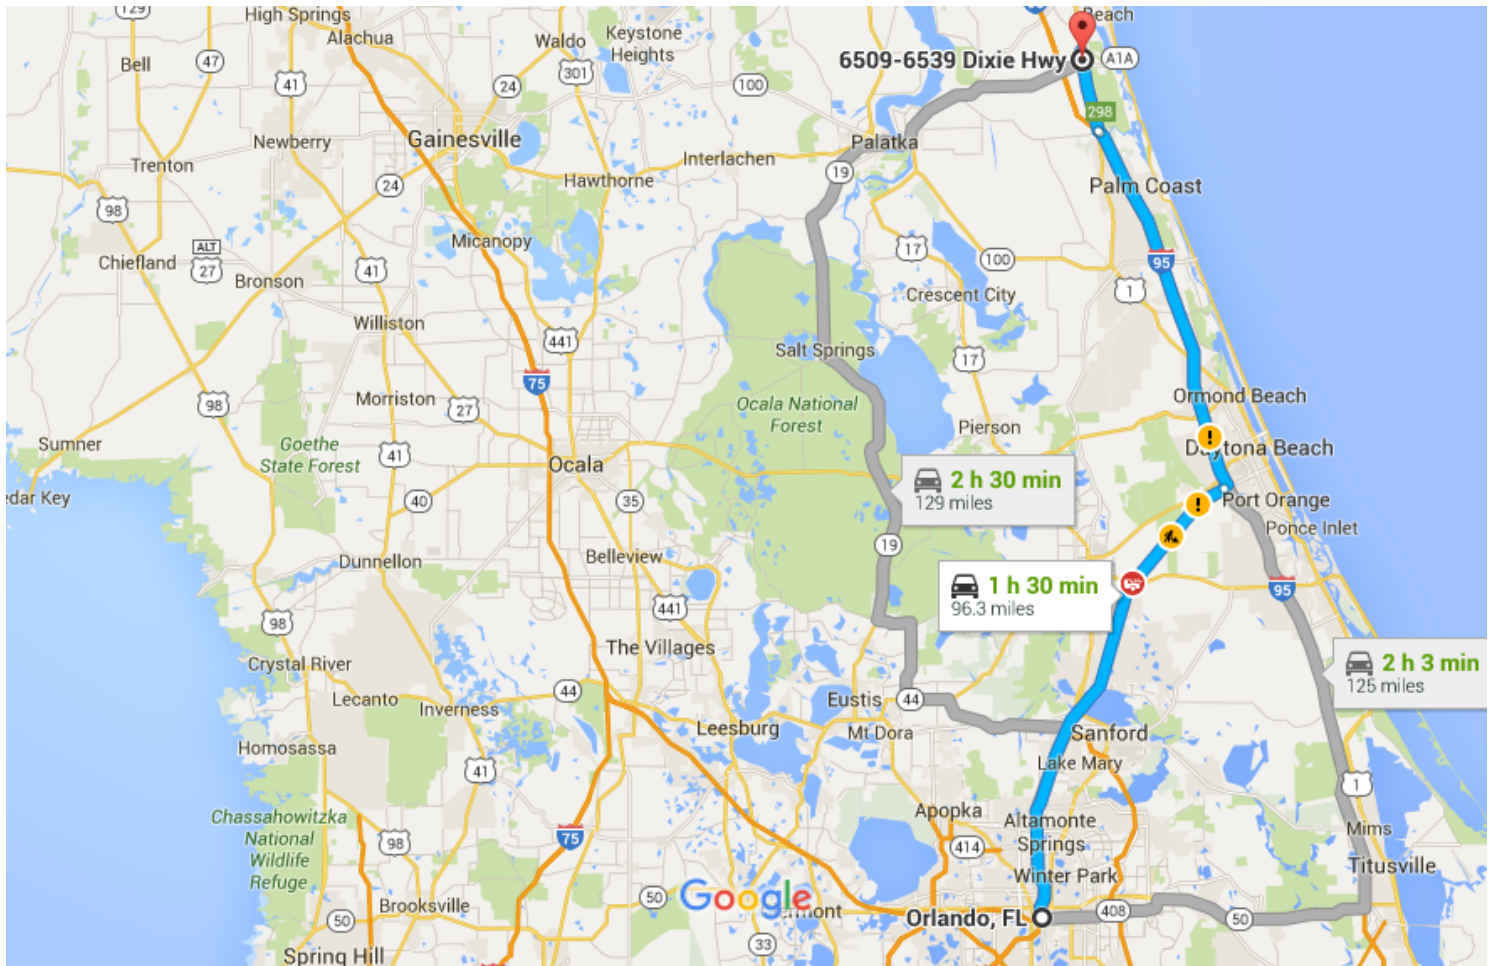 129
High Springs
Alachua
Waldo
Keystone
Heights
Beach
Bell
47
41
301
100
6509-6539 Dixie Hwy
A1A
24
298
Newberry
Gainesville
Palatka
Trenton
Interlachen
19
24
Hawthorne
Palm Coast
98
Micanopy
ALT
27
Chiefland
41
Bronson
17
100
95
Crescent City
1
Williston
441
Salt Springs
17
75
98
Morriston
27
Ormond Beach
Ocala National
Forest
Pierson
Sumner
Goethe
State Forest
41
Ocala
Daytona Beach
edar Key
40
35
2 h 30 min
129 miles
Port Orange
Ponce Inlet
19
Dunnellon
Belleview
1 h 30 min
96.3 miles
95
98
441
The Villages
Crystal River
2 h 3 min
125 miles
Lecanto
Inverness
44
Eustis
44
Leesburg
Mt Dora
Sanford
Homosassa
41
Lake Mary
1
Chassahowitzka
National
Wildlife
Refuge
98
75
Apopka
414
Altamonte
Springs
Mims
Titusville
Winter Park
50
Google
ermont
Brooksville
50
Orlando, FL
408
50
33
Spring Hill